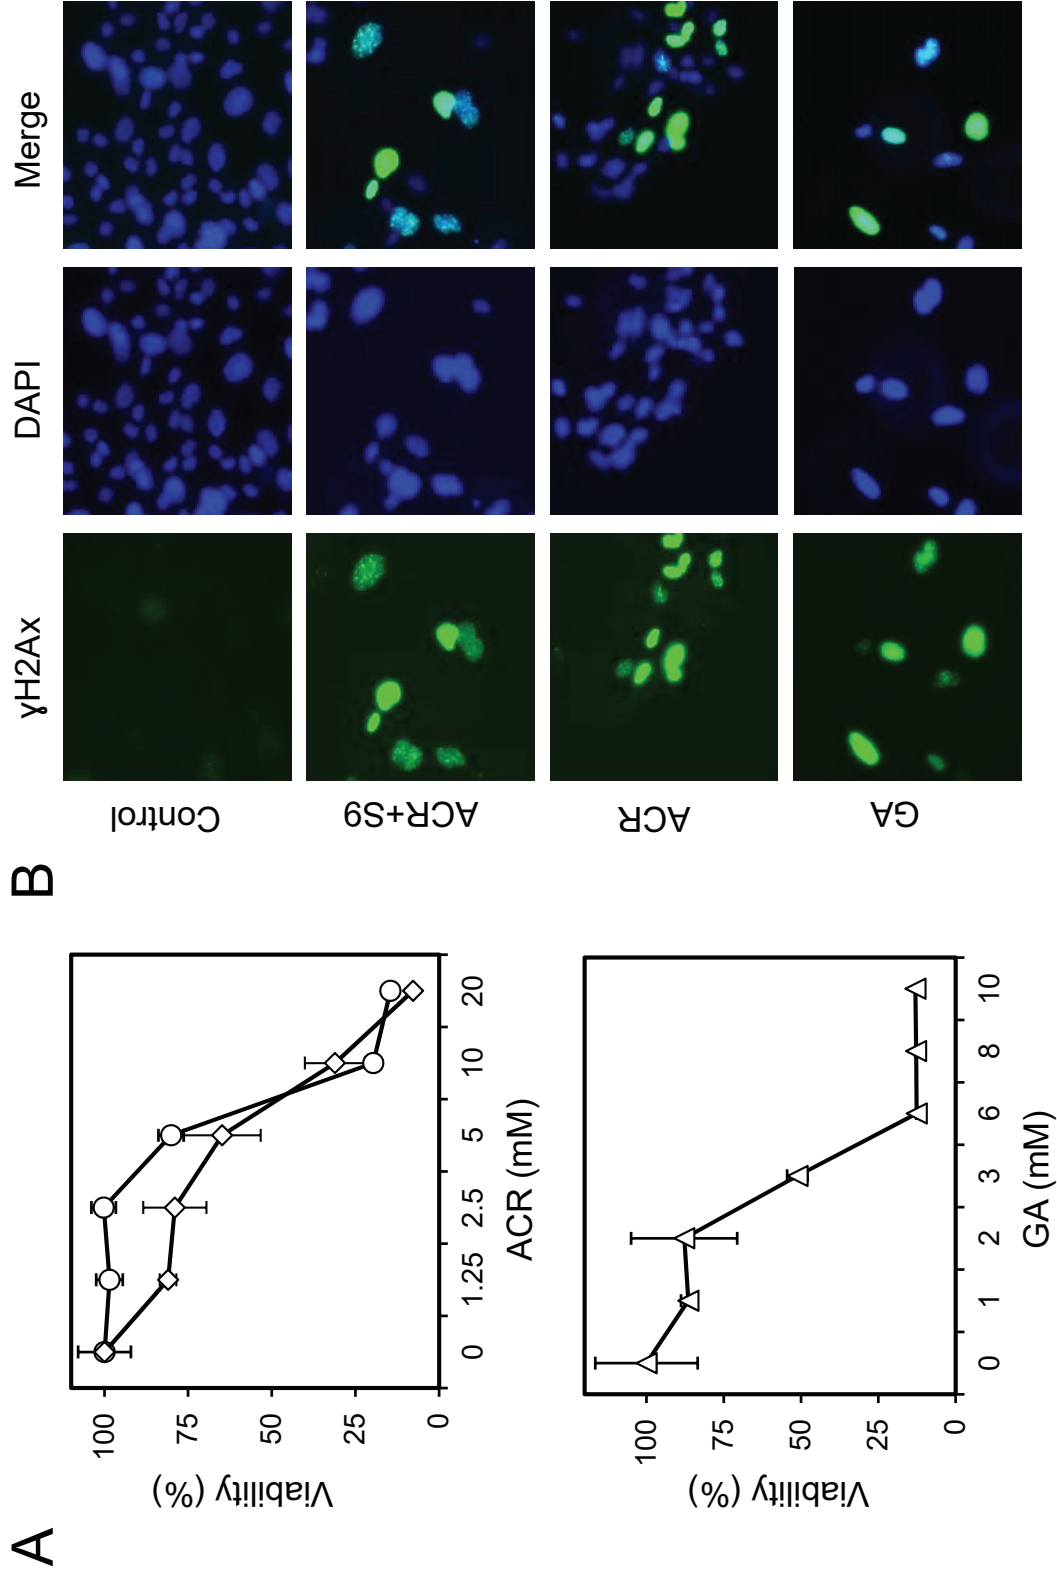 A
Viability (%)
100
75
50
25
0
0 1.25 2.5 5 10 20
ACR (mM)
Viability (%)
100
75
50
25
0
0 1 2 3 6 8 10
GA (mM)
B
γH2Ax DAPI Merge
Control
ACR+S9
ACR
GA